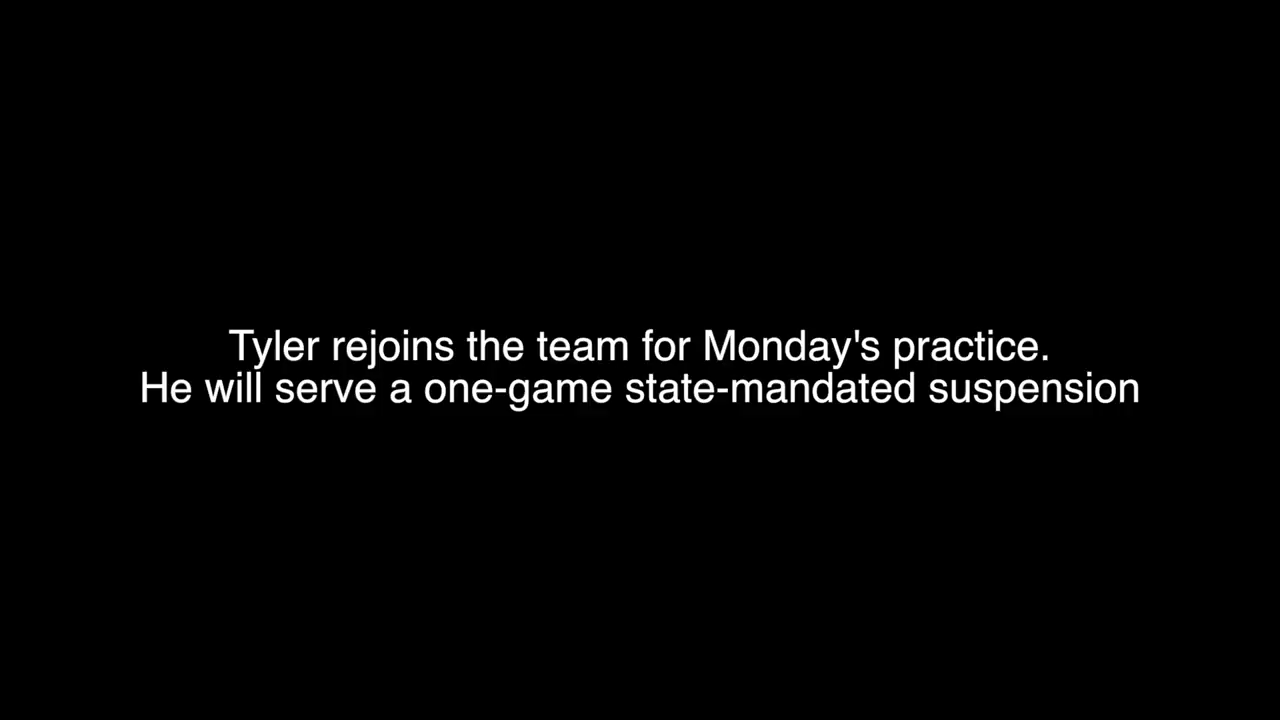 Tyler rejoins the team for Monday's practice.
He will serve a one-game state-mandated suspension